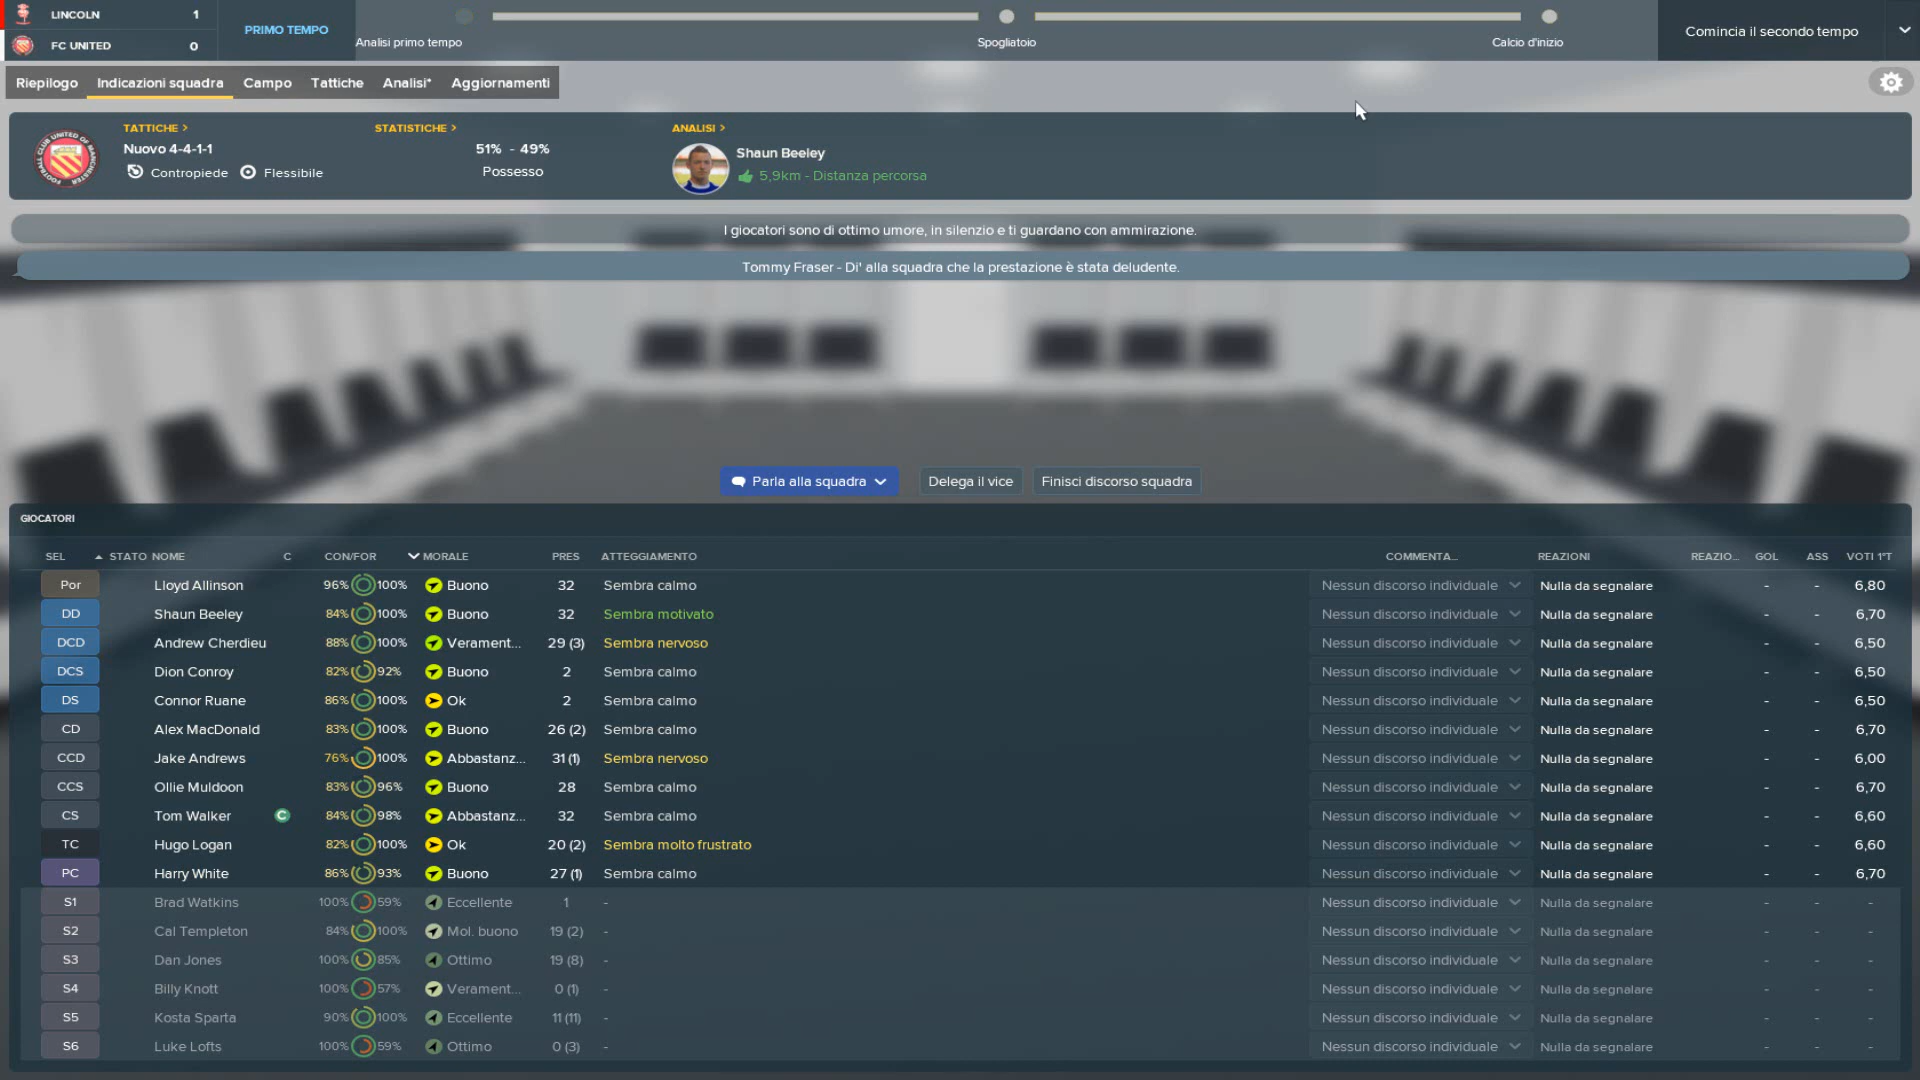 LINCOLN 1
FC UNITED 0
PRIMO TEMPO
Analisi primo tempo
Spogliatoio
Calcio d'inizio
Comincia il secondo tempo
Riepilogo Indicazioni squadra Campo Tattiche Analisi* Aggiornamenti
TATTICHE >
Nuovo 4-4-1-1
Contropiede Flessibile
STATISTICHE >
51% - 49%
Possesso
ANALISI >
Shaun Beeley
5,9km - Distanza percorsa
I giocatori sono di ottimo umore, in silenzio e ti guardano con ammirazione.
Tommy Fraser - Di' alla squadra che la prestazione è stata deludente.
Parla alla squadra Delega il vice Finisci discorso squadra
GIOCATORI
SEL STATO NOME C CON/FOR MORALE PRES ATTEGGIAMENTO COMMENTA... REAZIONI REAZIO... GOL ASS VOTI 1°T
Por Lloyd Allinson 96% 100% Buono 32 Sembra calmo Nessun discorso individuale Nulla da segnalare - - 6,80
DD Shaun Beeley 84% 100% Buono 32 Sembra motivato Nessun discorso individuale Nulla da segnalare - - 6,70
DCD Andrew Cherdieu 88% 100% Verament... 29 (3) Sembra nervoso Nessun discorso individuale Nulla da segnalare - - 6,50
DCS Dion Conroy 82% 92% Buono 2 Sembra calmo Nessun discorso individuale Nulla da segnalare - - 6,50
DS Connor Ruane 86% 100% Ok 2 Sembra calmo Nessun discorso individuale Nulla da segnalare - - 6,50
CD Alex MacDonald 83% 100% Buono 26 (2) Sembra calmo Nessun discorso individuale Nulla da segnalare - - 6,70
CCD Jake Andrews 76% 100% Abbastanz... 31 (1) Sembra nervoso Nessun discorso individuale Nulla da segnalare - - 6,00
CCS Ollie Muldoon 83% 96% Buono 28 Sembra calmo Nessun discorso individuale Nulla da segnalare - - 6,70
CS Tom Walker C 84% 98% Abbastanz... 32 Sembra calmo Nessun discorso individuale Nulla da segnalare - - 6,60
TC Hugo Logan 82% 100% Ok 20 (2) Sembra molto frustrato Nessun discorso individuale Nulla da segnalare - - 6,60
PC Harry White 86% 93% Buono 27 (1) Sembra calmo Nessun discorso individuale Nulla da segnalare - - 6,70
S1 Brad Watkins 100% 59% Eccellente 1 - Nessun discorso individuale Nulla da segnalare - - -
S2 Cal Templeton 84% 100% Mol. buono 19 (2) - Nessun discorso individuale Nulla da segnalare - - -
S3 Dan Jones 100% 85% Ottimo 19 (8) - Nessun discorso individuale Nulla da segnalare - - -
S4 Billy Knott 100% 57% Verament... 0 (1) - Nessun discorso individuale Nulla da segnalare - - -
S5 Kosta Sparta 90% 100% Eccellente 11 (11) - Nessun discorso individuale Nulla da segnalare - - -
S6 Luke Lofts 100% 59% Ottimo 0 (3) - Nessun discorso individuale Nulla da segnalare - - -